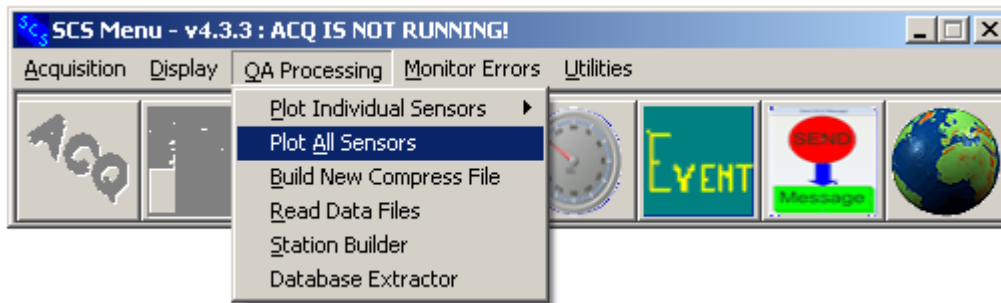 SCS SCS Menu - v4.3.3 : ACQ IS NOT RUNNING!
Acquisition Display QA Processing Monitor Errors Utilities
Plot Individual Sensors
Plot All Sensors
Build New Compress File
Read Data Files
Station Builder
Database Extractor
ACQ
EVENT
SEND
Message